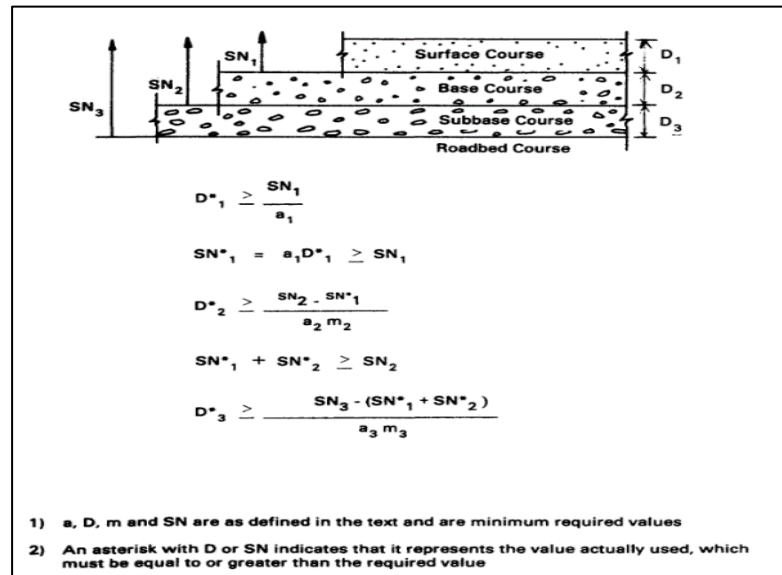 SN₁ Surface Course D₁
SN₂ Base Course D₂
SN₃ Subbase Course D₃
Roadbed Course
D*₁ ≥ SN₁ / a₁
SN*₁ = a₁D*₁ ≥ SN₁
D*₂ ≥ SN₂ - SN*₁ / a₂ m₂
SN*₁ + SN*₂ ≥ SN₂
D*₃ ≥ SN₃ - (SN*₁ + SN*₂) / a₃ m₃
1) a, D, m and SN are as defined in the text and are minimum required values
2) An asterisk with D or SN indicates that it represents the value actually used, which
must be equal to or greater than the required value